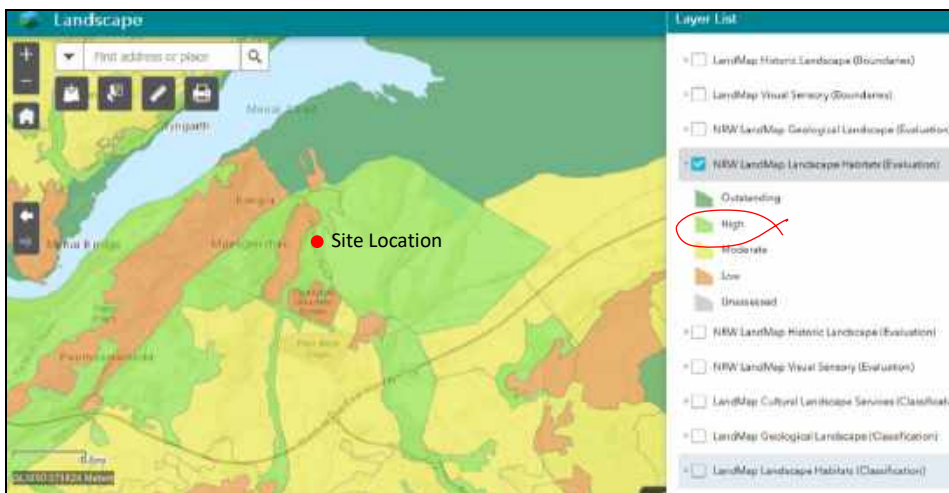 Landscape
Find address or place
Bangor
Site Location
Layer List
LandMap Historic Landscape (Boundaries)
LandMap Visual Sensory (Boundaries)
NRW LandMap Geological Landscape (Evaluation
NRW LandMap Landscape Habitats (Evaluation)
Outstanding
High
Moderate
Low
Unassessed
NRW LandMap Historic Landscape (Evaluation)
NRW LandMap Visual Sensory (Evaluation)
LandMap Cultural Landscape Services (Classificat
LandMap Geological Landscape (Classification)
LandMap Landscape Habitats (Classification)